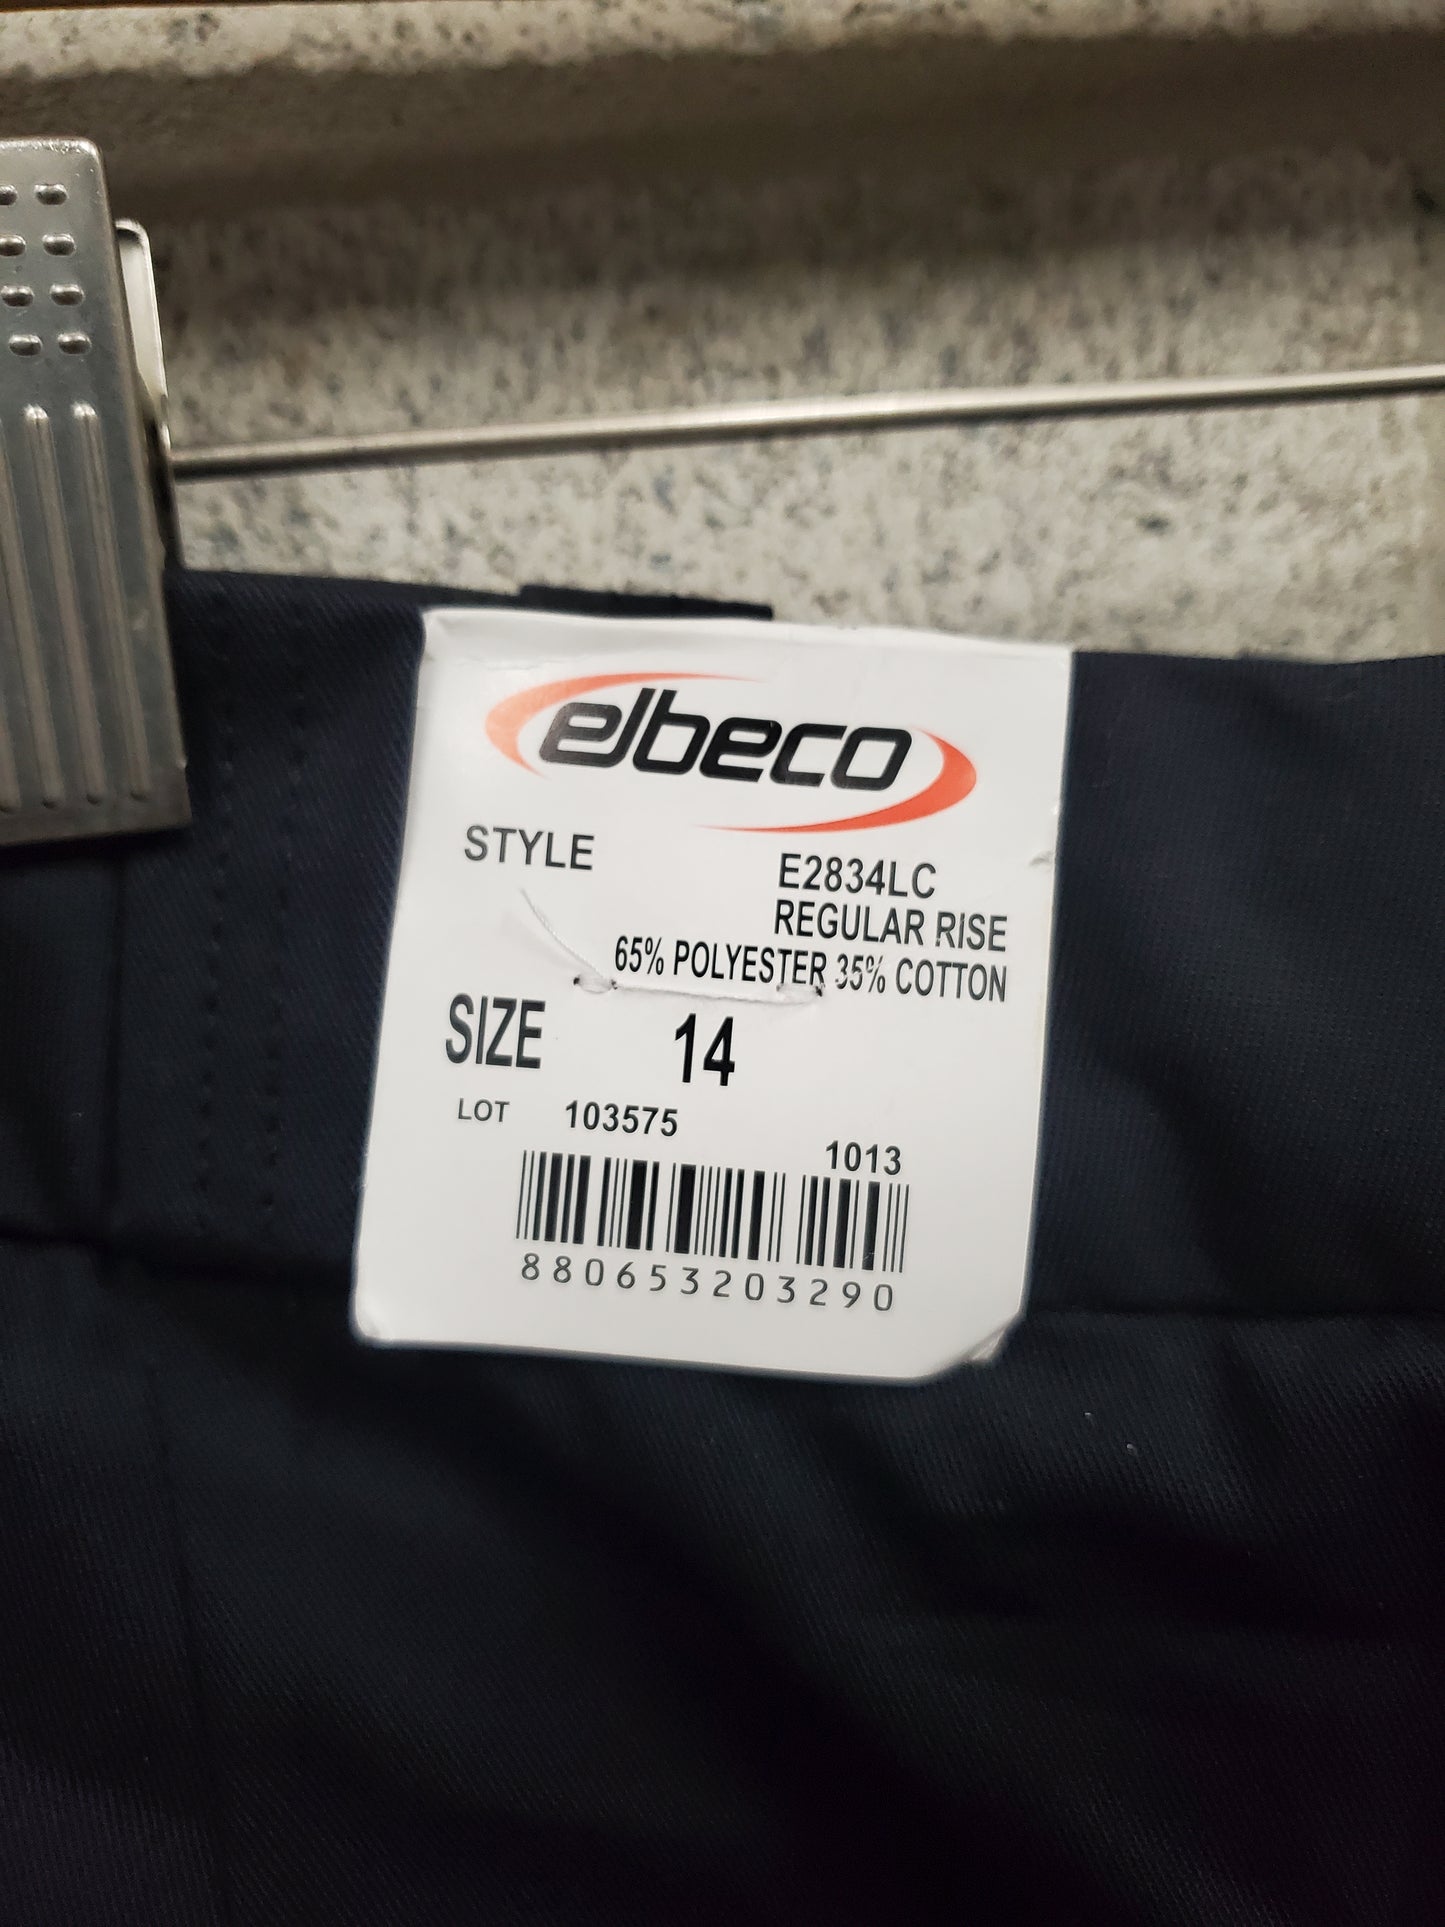 elbeco
STYLE E2834LC
REGULAR RISE
65% POLYESTER 35% COTTON
SIZE 14
LOT 103575
1013
880653203290